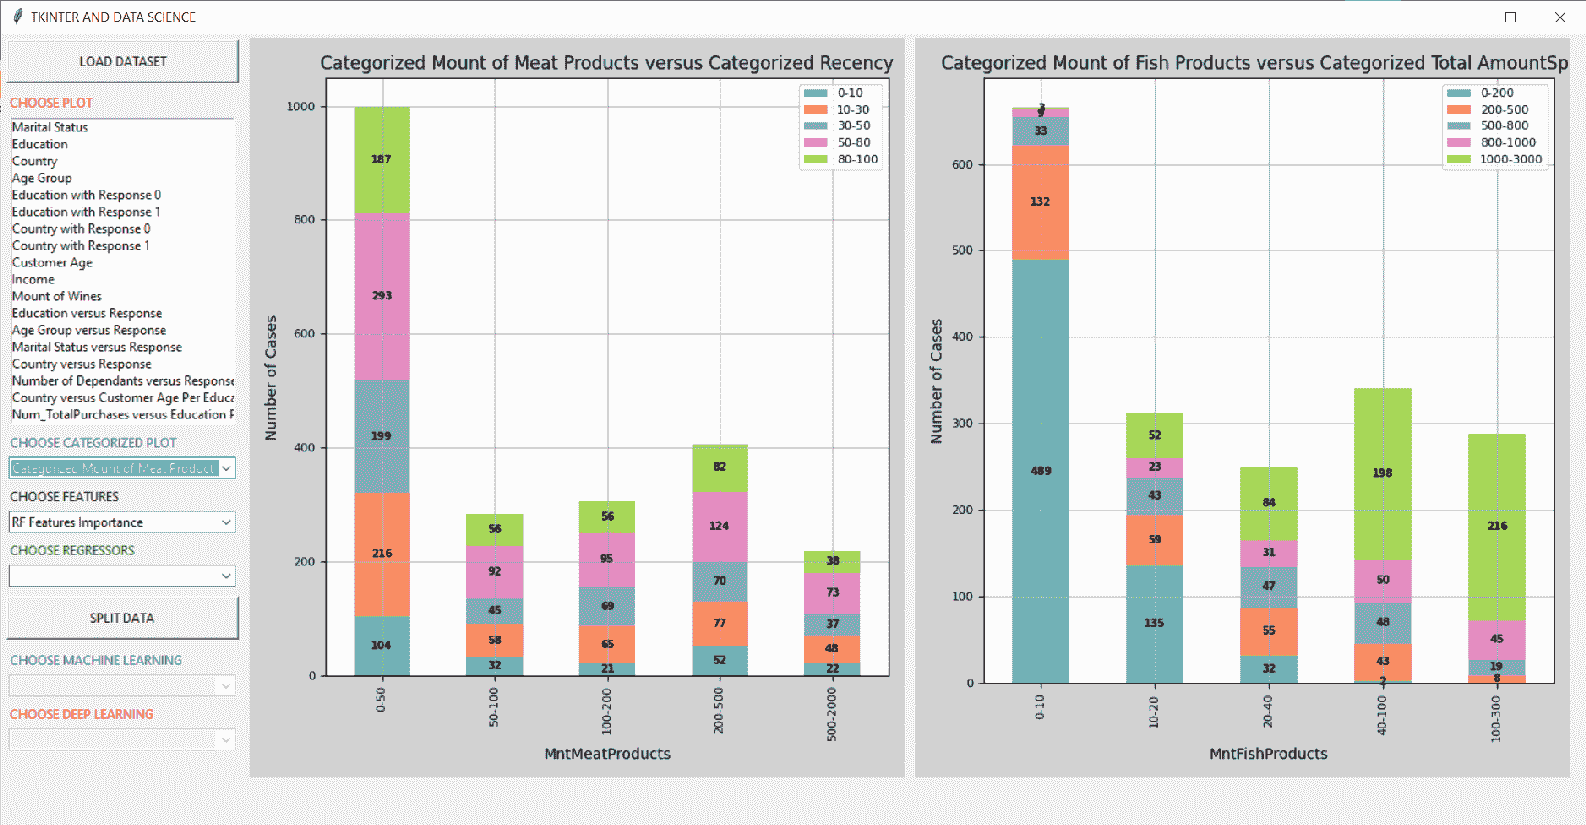 TKINTER AND DATA SCIENCE
LOAD DATASET
CHOOSE PLOT
Marital Status
Education
Country
Age Group
Education with Response 0
Education with Response 1
Country with Response 0
Country with Response 1
Customer Age
Income
Mount of Wines
Education versus Response
Age Group versus Response
Marital Status versus Response
Country versus Response
Number of Dependants versus Response
Country versus Customer Age Per Educa
Num_TotalPurchases versus Education F
CHOOSE CATEGORIZED PLOT
Categorized Mount of Meat Product
CHOOSE FEATURES
RF Features Importance
CHOOSE REGRESSORS
SPLIT DATA
CHOOSE MACHINE LEARNING
CHOOSE DEEP LEARNING
Categorized Mount of Meat Products versus Categorized Recency
0-10
10-30
30-50
50-80
80-100
Number of Cases
1000
800
600
400
200
0
187
293
199
216
104
56
92
45
58
32
56
95
69
65
21
82
124
70
77
52
38
73
37
48
22
0-50
50-100
100-200
200-500
500-2000
MntMeatProducts
Categorized Mount of Fish Products versus Categorized Total AmountSp
0-200
200-500
500-800
800-1000
1000-3000
Number of Cases
600
500
400
300
200
100
0
3
9
33
132
489
52
23
43
59
135
84
31
47
55
32
198
50
48
43
2
216
45
19
8
0-10
10-20
20-40
40-100
100-300
MntFishProducts